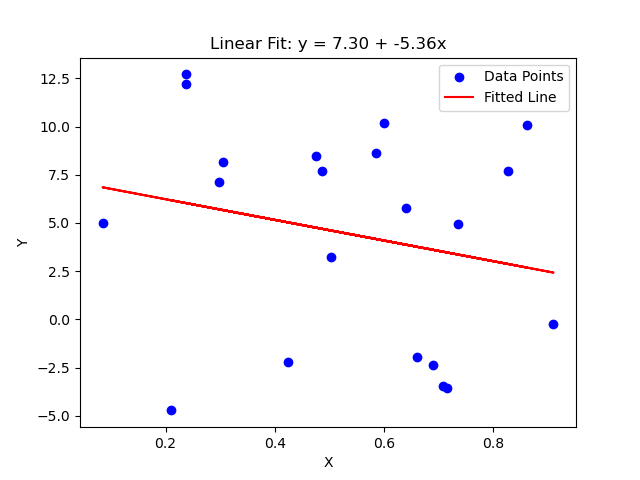 Linear Fit: y = 7.30 + -5.36x
Data Points
Fitted Line
12.5
10.0
7.5
5.0
2.5
0.0
−2.5
−5.0
Y
0.2 0.4 0.6 0.8
X